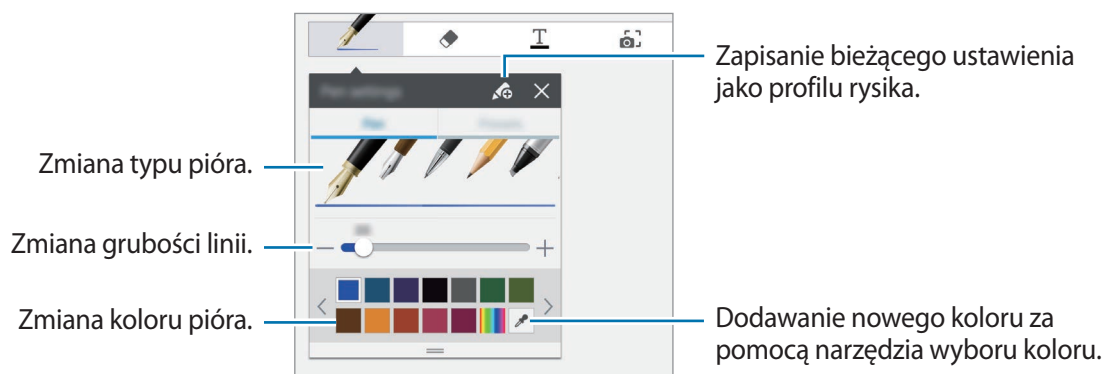 Zapisanie bieżącego ustawienia
jako profilu rysika.
Zmiana typu pióra.
Zmiana grubości linii.
Zmiana koloru pióra.
Dodawanie nowego koloru za
pomocą narzędzia wyboru koloru.